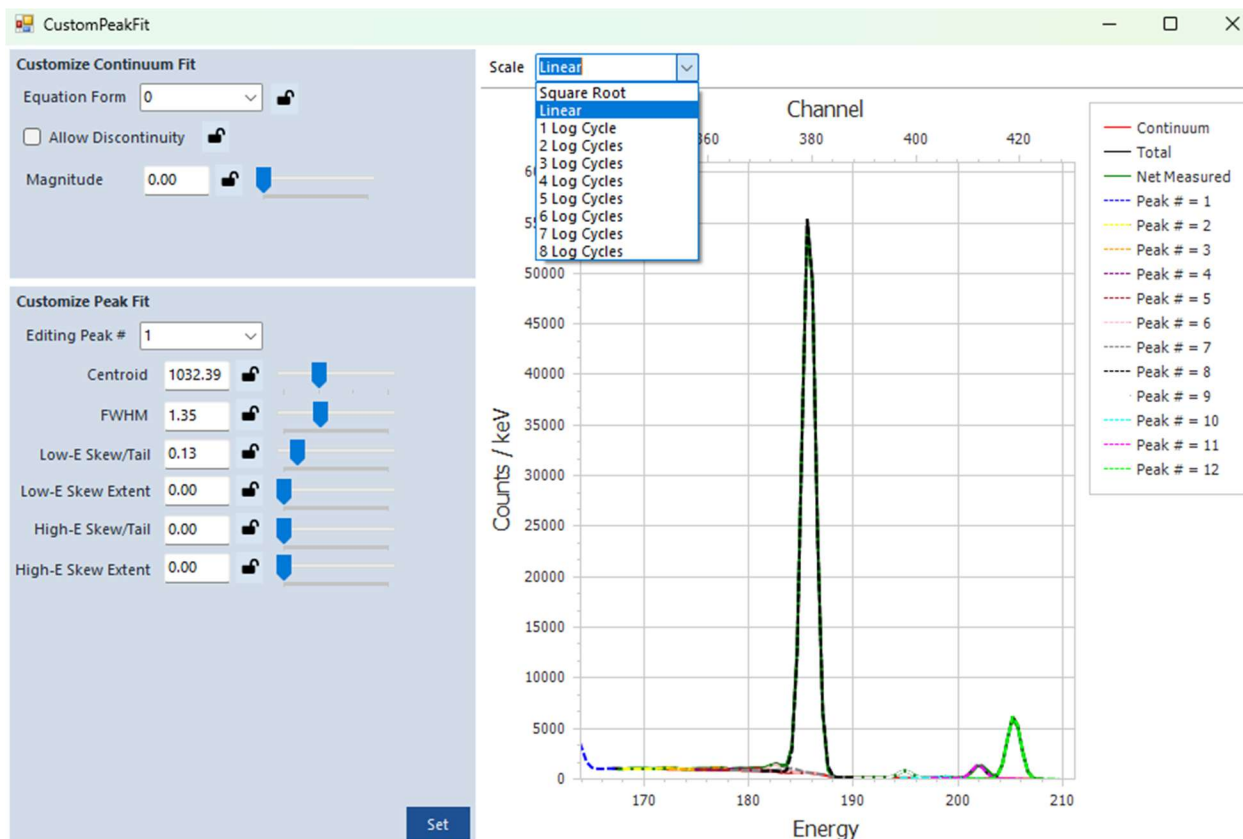 CustomPeakFit
Customize Continuum Fit
Equation Form 0
Allow Discontinuity
Magnitude 0.00
Customize Peak Fit
Editing Peak # 1
Centroid 1032.39
FWHM 1.35
Low-E Skew/Tail 0.13
Low-E Skew Extent 0.00
High-E Skew/Tail 0.00
High-E Skew Extent 0.00
Set
Scale Linear
Square Root
Linear
1 Log Cycle
2 Log Cycles
3 Log Cycles
4 Log Cycles
5 Log Cycles
6 Log Cycles
7 Log Cycles
8 Log Cycles
Channel
380 400 420
50000
45000
40000
35000
30000
25000
20000
15000
10000
5000
0
Counts / keV
170 180 190 200 210
Energy
Continuum
Total
Net Measured
Peak # = 1
Peak # = 2
Peak # = 3
Peak # = 4
Peak # = 5
Peak # = 6
Peak # = 7
Peak # = 8
Peak # = 9
Peak # = 10
Peak # = 11
Peak # = 12